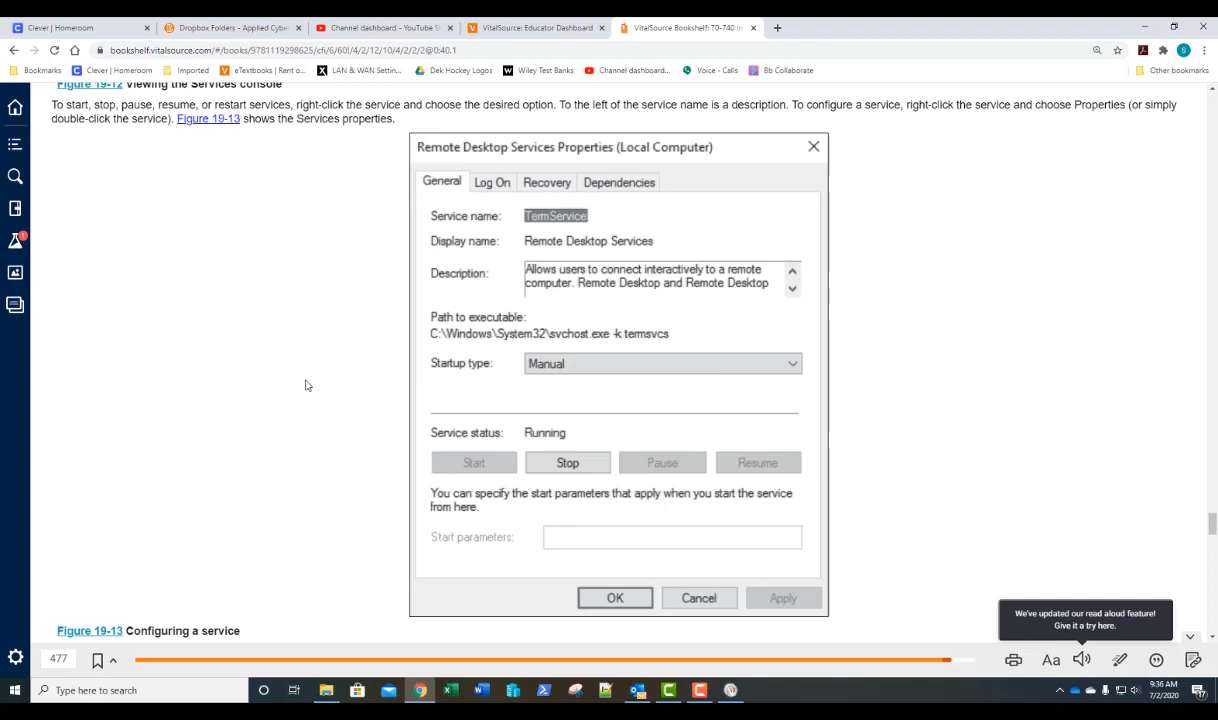 Clever | Homeroom
Dropbox Folders - Applied Cyber
Channel dashboard - YouTube S
VitalSource: Educator Dashboard
VitalSource Bookshelf: 70-740 In
bookshelf.vitalsource.com/#/books/9781119298625/cfi/6/60!/4/2/12/10/4/2/2/2@0:40.1
S
Bookmarks
Clever | Homeroom
Imported
eTextbooks | Rent o...
LAN & WAN Settin...
Dek Hockey Logos
Wiley Test Banks
Channel dashboard...
Voice - Calls
Bb Collaborate
Other bookmarks
Figure 19-12 Viewing the Services console
To start, stop, pause, resume, or restart services, right-click the service and choose the desired option. To the left of the service name is a description. To configure a service, right-click the service and choose Properties (or simply
double-click the service). Figure 19-13 shows the Services properties.
Remote Desktop Services Properties (Local Computer)
General Log On Recovery Dependencies
Service name: TermService
Display name: Remote Desktop Services
Description: Allows users to connect interactively to a remote
computer. Remote Desktop and Remote Desktop
Path to executable:
C:\Windows\System32\svchost.exe -k termsvcs
Startup type: Manual
Service status: Running
Start Stop Pause Resume
You can specify the start parameters that apply when you start the service
from here.
Start parameters:
OK Cancel Apply
Figure 19-13 Configuring a service
1
We've updated our read aloud feature!
Give it a try here.
477
Aa
Type here to search
9:36 AM
7/2/2020